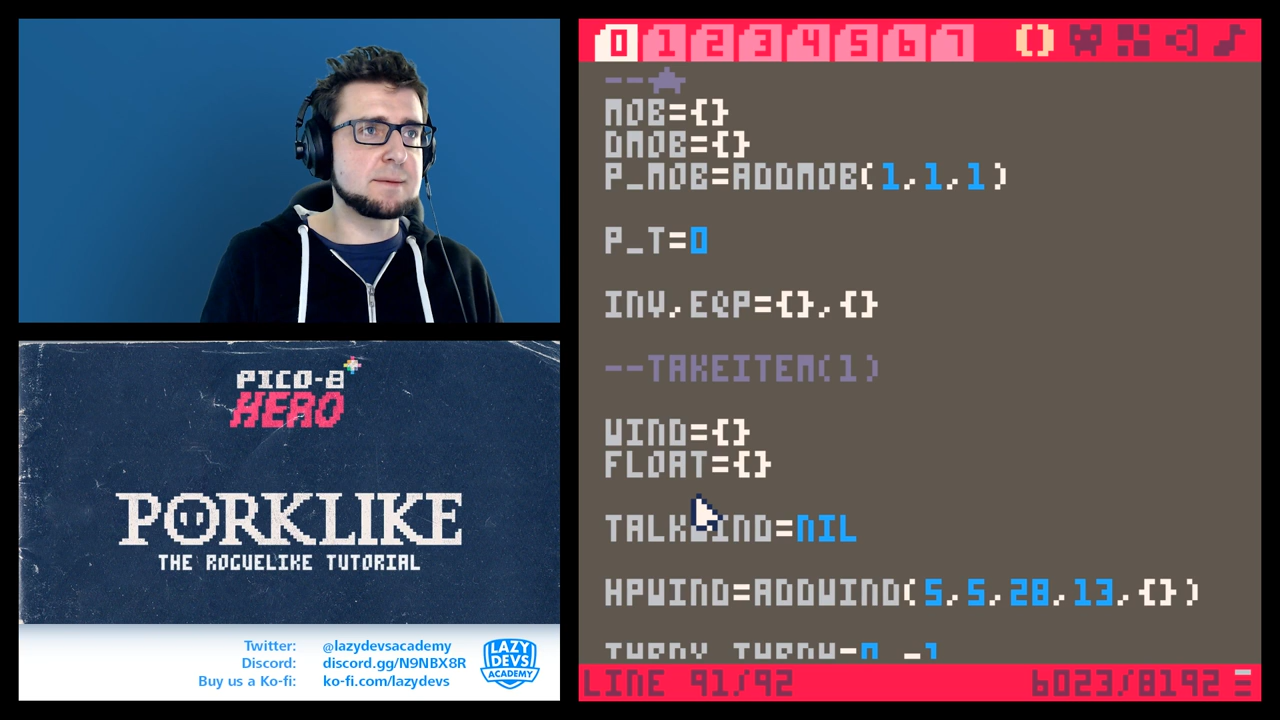 PICO-8
HERO
PORKLIKE
THE ROGUELIKE TUTORIAL
Twitter: @lazydevsacademy
Discord: discord.gg/N9NBX8R
Buy us a Ko-fi: ko-fi.com/lazydevs
LAZY
DEVS
ACADEMY
0 1 2 3 4 5 6 7
--
MOB={}
DMOB={}
P_MOB=ADDMOB(1,1,1)
P_T=0
INV,EQP={},{}
--TAKEITEM(1)
WIND={}
FLOAT={}
TALKWIND=NIL
HPWIND=ADDWIND(5,5,28,13,{})
LINE 91/92
6023/8192